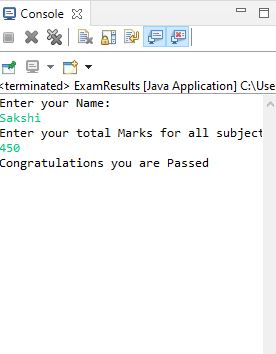 Console
<terminated> ExamResults [Java Application] C:\Use
Enter your Name:
Sakshi
Enter your total Marks for all subject
450
Congratulations you are Passed